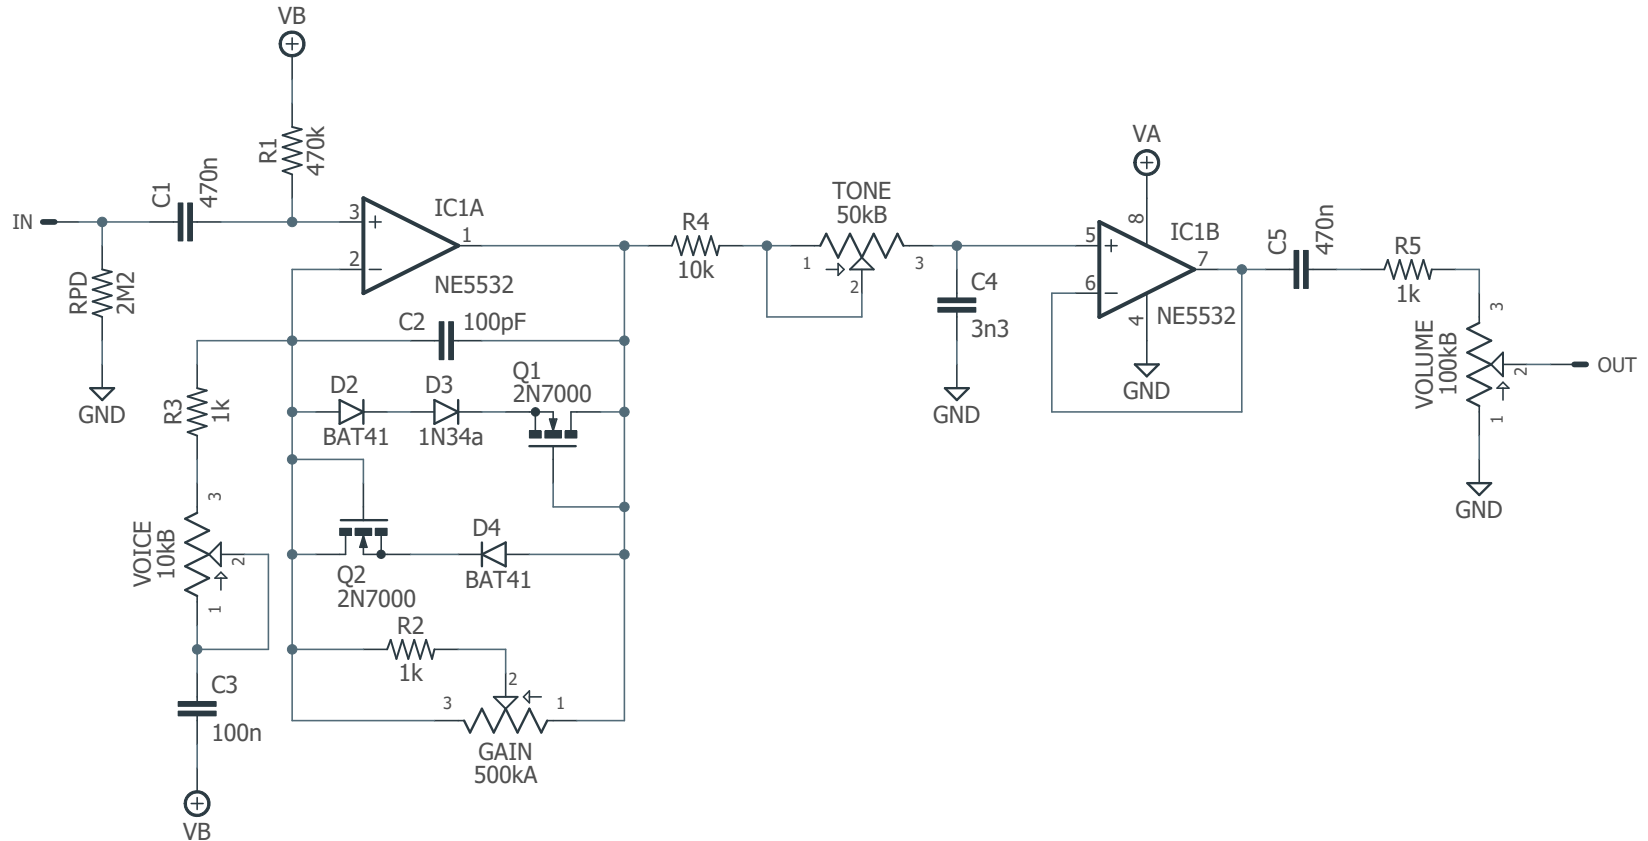 VB
R1
470k
C1
470n
IN
RPD
2M2
GND
3
2
+
−
1
IC1A
NE5532
C2
100pF
R3
1k
D2
BAT41
D3
1N34a
Q1
2N7000
Q2
2N7000
D4
BAT41
VOICE
10kB
3
2
1
R2
1k
3
2
1
GAIN
500kA
C3
100n
VB
R4
10k
TONE
50kB
1
2
3
C4
3n3
GND
VA
8
5
6
+
−
4
7
IC1B
NE5532
GND
C5
470n
R5
1k
VOLUME
100kB
3
2
1
OUT
GND